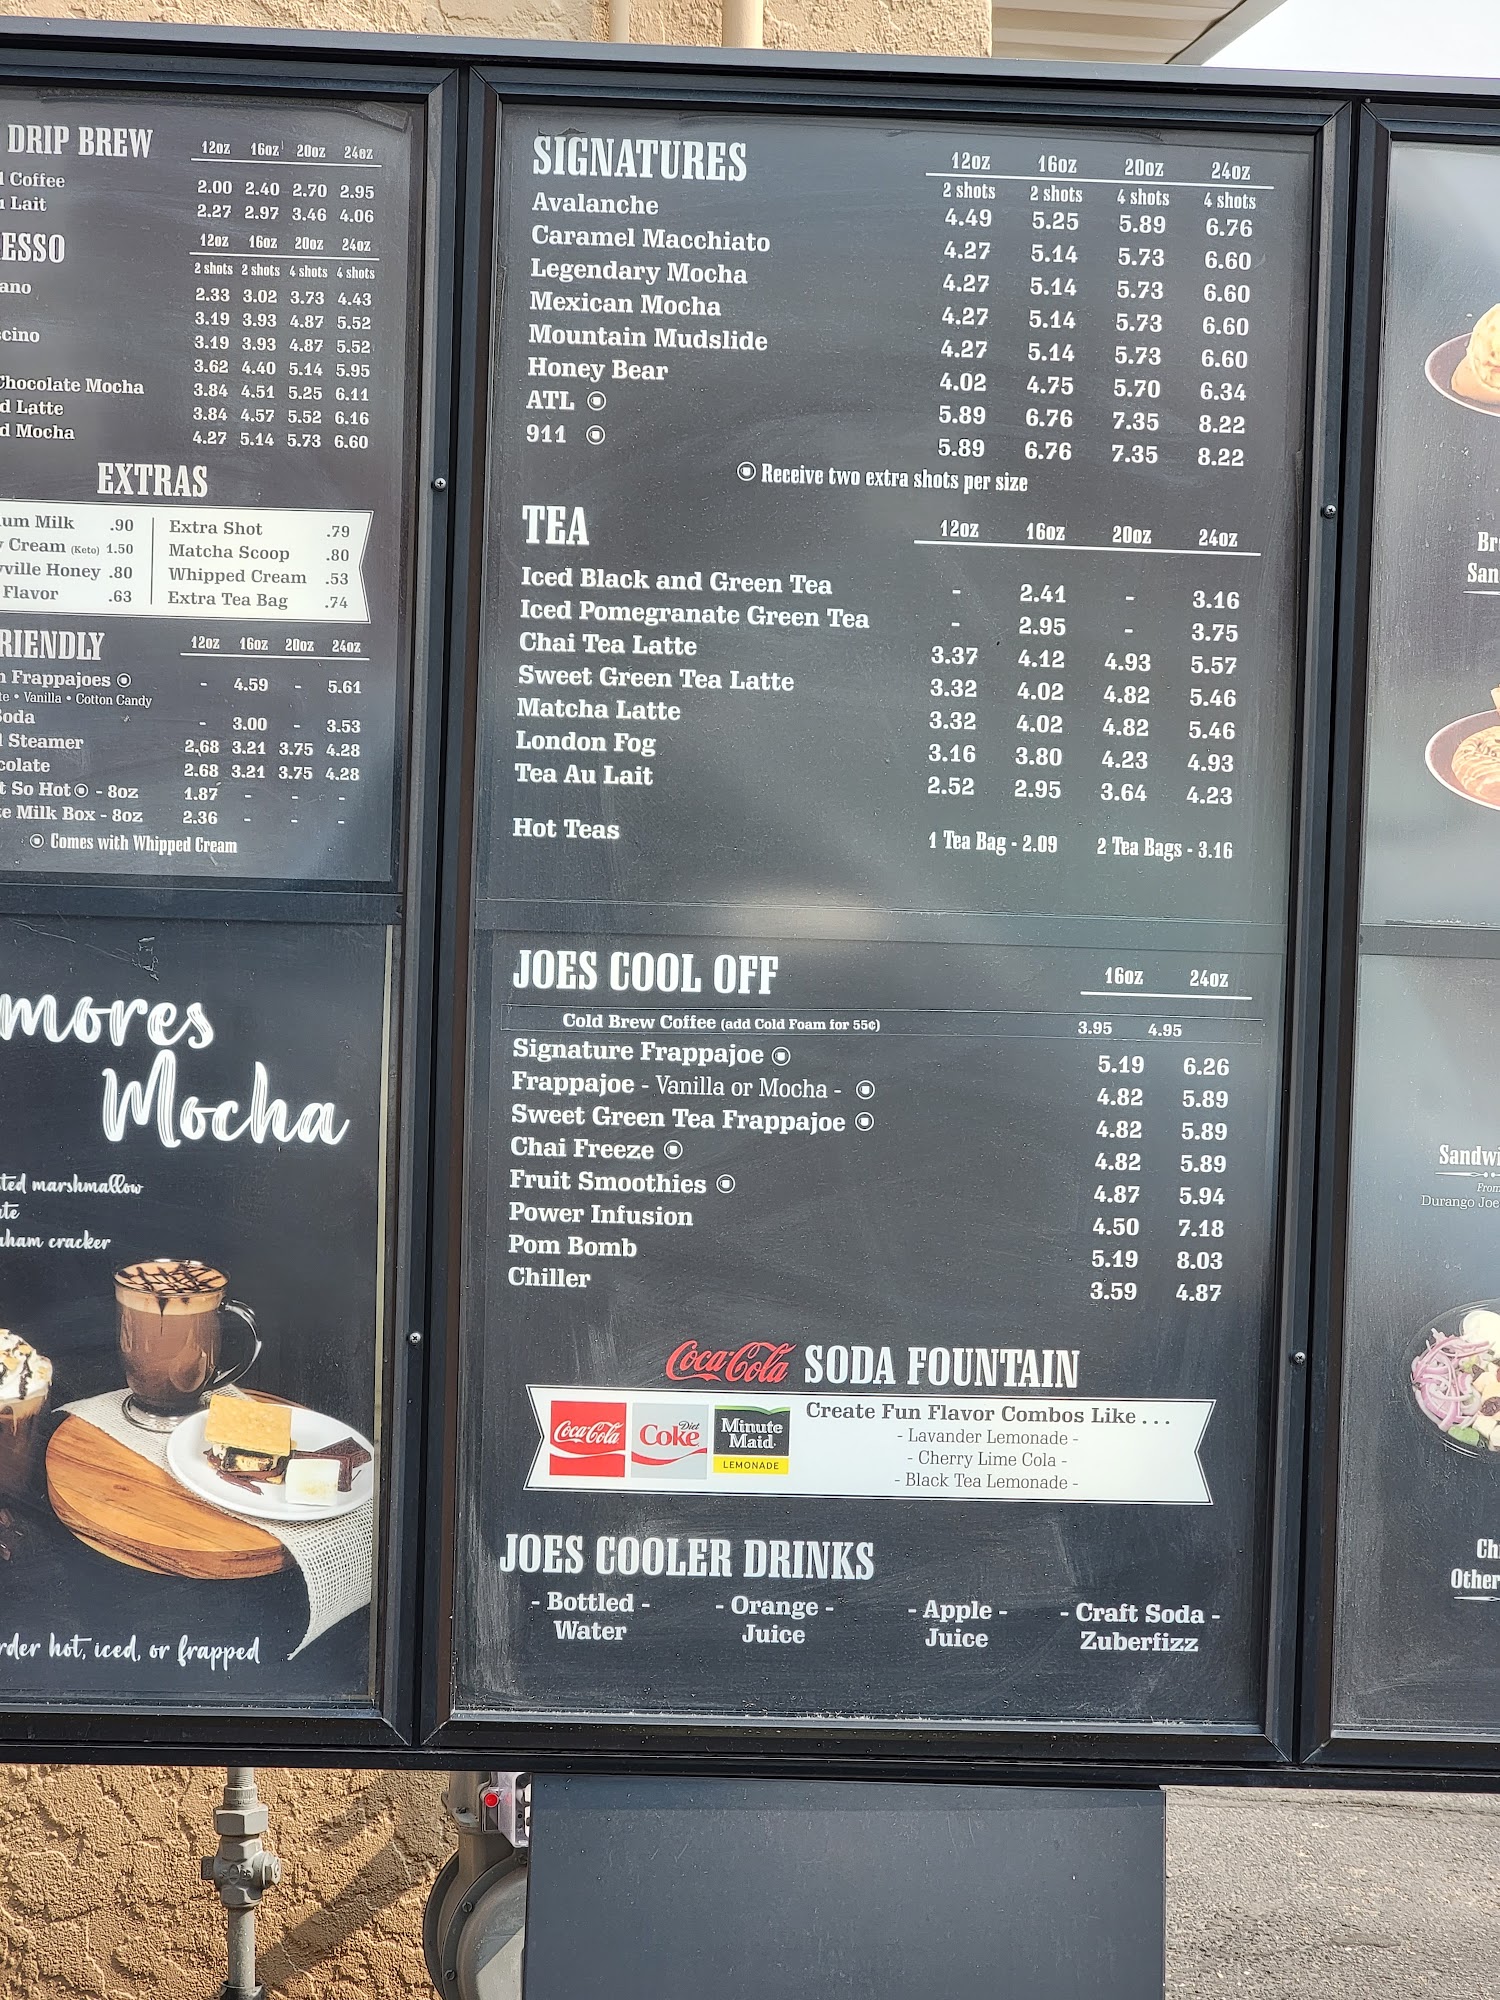 DRIP BREW 12oz 16oz 20oz 24oz
Coffee 2.00 2.40 2.70 2.95
Lait 2.27 2.97 3.46 4.06
ESSO 12oz 16oz 20oz 24oz
2 shots 2 shots 4 shots 4 shots
ano 2.33 3.02 3.73 4.43
3.19 3.93 4.87 5.52
cino 3.19 3.93 4.87 5.52
3.62 4.40 5.14 5.95
Chocolate Mocha 3.84 4.51 5.25 6.11
d Latte 3.84 4.57 5.52 6.16
d Mocha 4.27 5.14 5.73 6.60
EXTRAS
um Milk .90 Extra Shot .79
Cream (Keto) 1.50 Matcha Scoop .80
ville Honey .80 Whipped Cream .53
Flavor .63 Extra Tea Bag .74
RIENDLY 12oz 16oz 20oz 24oz
n Frappajoes - 4.59 - 5.61
te • Vanilla • Cotton Candy
Soda - 3.00 - 3.53
Steamer 2.68 3.21 3.75 4.28
colate 2.68 3.21 3.75 4.28
t So Hot - 8oz 1.87 - - -
e Milk Box - 8oz 2.36 - - -
Comes with Whipped Cream
mores
Mocha
ted marshmallow
te
aham cracker
rder hot, iced, or frapped
SIGNATURES 12oz 16oz 20oz 24oz
2 shots 2 shots 4 shots 4 shots
Avalanche 4.49 5.25 5.89 6.76
Caramel Macchiato 4.27 5.14 5.73 6.60
Legendary Mocha 4.27 5.14 5.73 6.60
Mexican Mocha 4.27 5.14 5.73 6.60
Mountain Mudslide 4.27 5.14 5.73 6.60
Honey Bear 4.02 4.75 5.70 6.34
ATL 5.89 6.76 7.35 8.22
911 5.89 6.76 7.35 8.22
Receive two extra shots per size
TEA 12oz 16oz 20oz 24oz
Iced Black and Green Tea - 2.41 - 3.16
Iced Pomegranate Green Tea - 2.95 - 3.75
Chai Tea Latte 3.37 4.12 4.93 5.57
Sweet Green Tea Latte 3.32 4.02 4.82 5.46
Matcha Latte 3.32 4.02 4.82 5.46
London Fog 3.16 3.80 4.23 4.93
Tea Au Lait 2.52 2.95 3.64 4.23
Hot Teas 1 Tea Bag - 2.09 2 Tea Bags - 3.16
JOES COOL OFF 16oz 24oz
Cold Brew Coffee (add Cold Foam for 55¢) 3.95 4.95
Signature Frappajoe 5.19 6.26
Frappajoe - Vanilla or Mocha - 4.82 5.89
Sweet Green Tea Frappajoe 4.82 5.89
Chai Freeze 4.82 5.89
Fruit Smoothies 4.87 5.94
Power Infusion 4.50 7.18
Pom Bomb 5.19 8.03
Chiller 3.59 4.87
Coca-Cola SODA FOUNTAIN
Coca-Cola
Diet
Coke
Minute
Maid
LEMONADE
Create Fun Flavor Combos Like . . .
- Lavander Lemonade -
- Cherry Lime Cola -
- Black Tea Lemonade -
JOES COOLER DRINKS
- Bottled - - Orange - - Apple - - Craft Soda -
Water Juice Juice Zuberfizz
Br
San
Sandwi
From
Durango Joe
Ch
Other